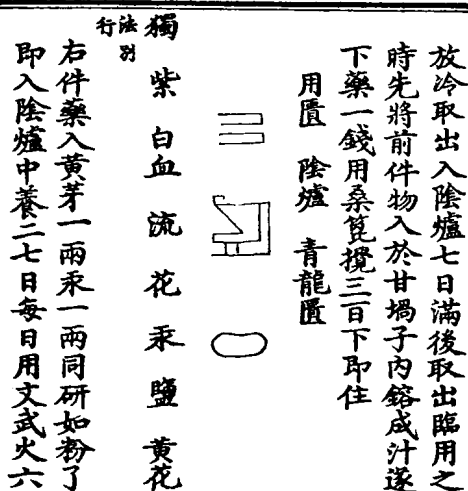 放冷取出入陰爐七日滿後取出臨用之
時先將前件物入於甘堝子內鎔成汁遂
下藥一錢用桑篦攪三百下即住
用匱　陰爐　青龍匱
獨　紫　白血　流　花　汞　鹽　黃花
法別
行
右件藥入黃芽一兩汞一兩同研如粉了
即入陰爐中養二七日每日用文武火六